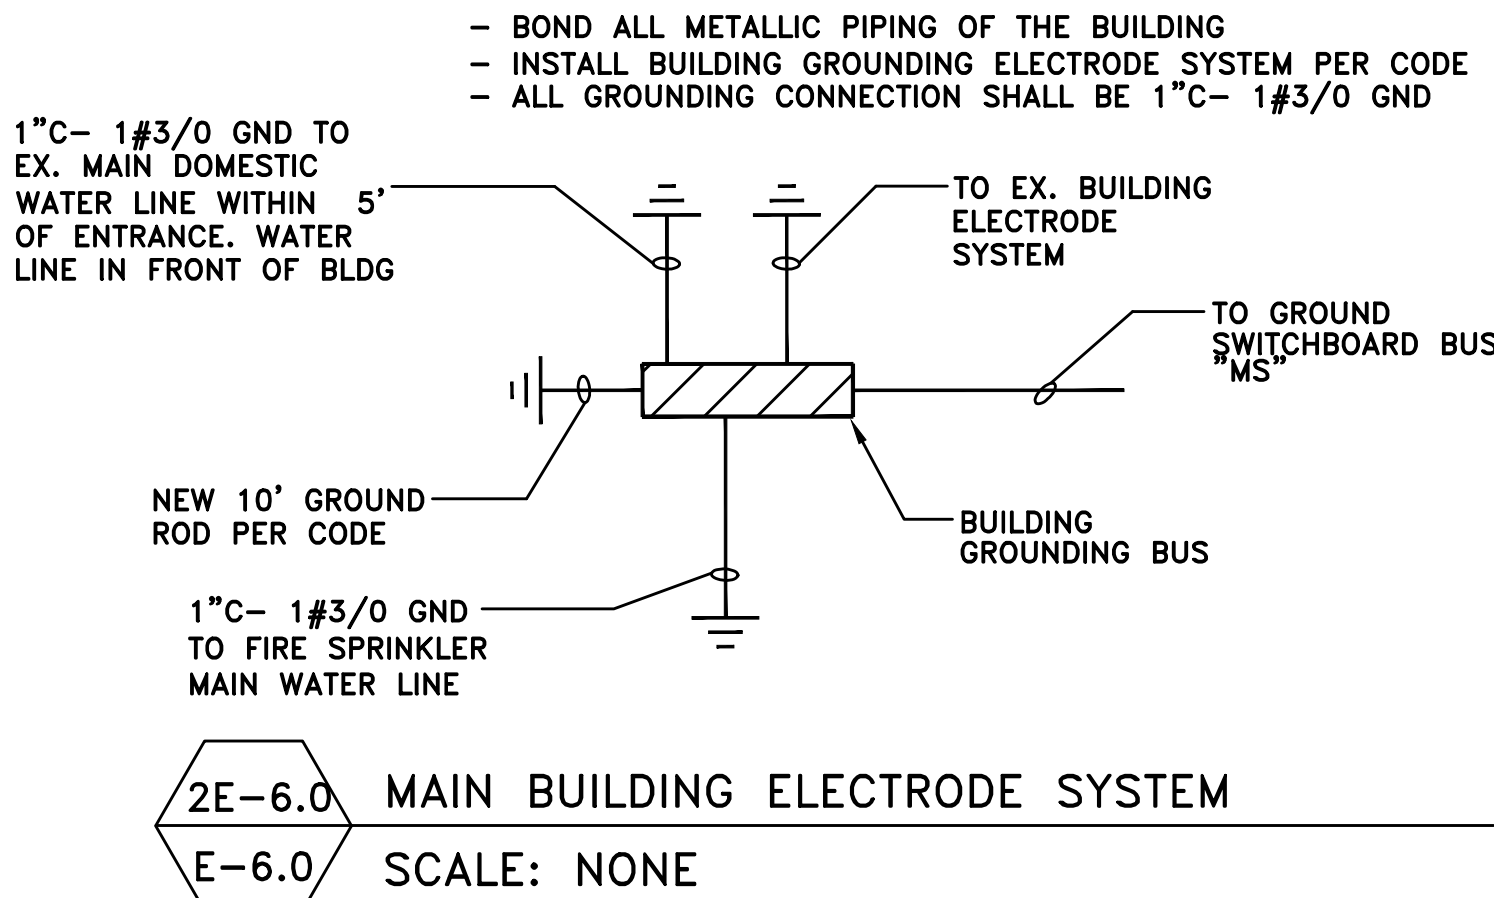 - BOND ALL METALLIC PIPING OF THE BUILDING
- INSTALL BUILDING GROUNDING ELECTRODE SYSTEM PER CODE
- ALL GROUNDING CONNECTION SHALL BE 1"C- 1#3/0 GND
1"C- 1#3/0 GND TO
EX. MAIN DOMESTIC
WATER LINE WITHIN 5'
OF ENTRANCE. WATER
LINE IN FRONT OF BLDG
TO EX. BUILDING
ELECTRODE
SYSTEM
TO GROUND
SWITCHBOARD BUS
"MS"
NEW 10' GROUND
ROD PER CODE
BUILDING
GROUNDING BUS
1"C- 1#3/0 GND
TO FIRE SPRINKLER
MAIN WATER LINE
2E-6.0
MAIN BUILDING ELECTRODE SYSTEM
E-6.0
SCALE: NONE